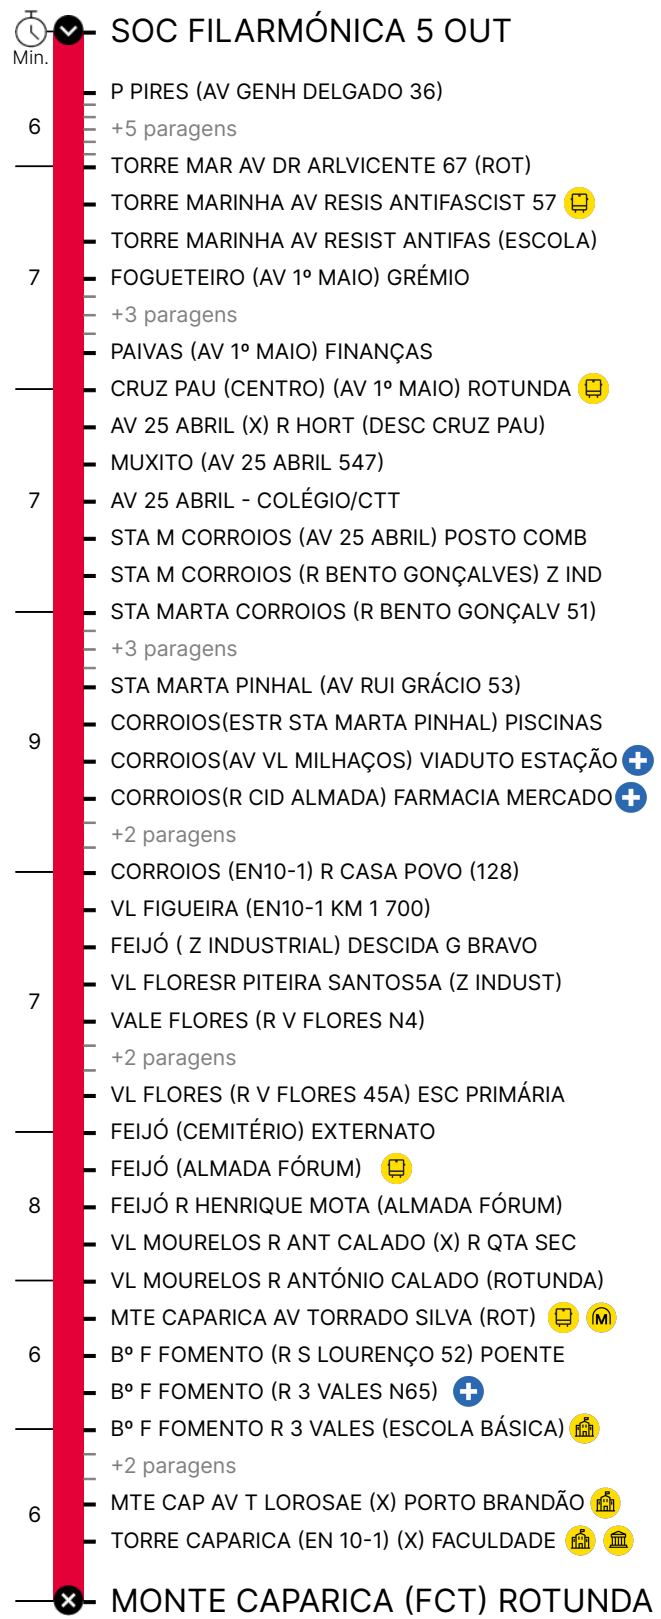 SOC FILARMÓNICA 5 OUT
Min.
P PIRES (AV GENH DELGADO 36)
6
+5 paragens
TORRE MAR AV DR ARLVICENTE 67 (ROT)
TORRE MARINHA AV RESIS ANTIFASCIST 57
TORRE MARINHA AV RESIST ANTIFAS (ESCOLA)
7
FOGUETEIRO (AV 1º MAIO) GRÉMIO
+3 paragens
PAIVAS (AV 1º MAIO) FINANÇAS
CRUZ PAU (CENTRO) (AV 1º MAIO) ROTUNDA
AV 25 ABRIL (X) R HORT (DESC CRUZ PAU)
MUXITO (AV 25 ABRIL 547)
7
AV 25 ABRIL - COLÉGIO/CTT
STA M CORROIOS (AV 25 ABRIL) POSTO COMB
STA M CORROIOS (R BENTO GONÇALVES) Z IND
STA MARTA CORROIOS (R BENTO GONÇALV 51)
+3 paragens
STA MARTA PINHAL (AV RUI GRÁCIO 53)
CORROIOS(ESTR STA MARTA PINHAL) PISCINAS
9
CORROIOS(AV VL MILHAÇOS) VIADUTO ESTAÇÃO
CORROIOS(R CID ALMADA) FARMACIA MERCADO
+2 paragens
CORROIOS (EN10-1) R CASA POVO (128)
VL FIGUEIRA (EN10-1 KM 1 700)
FEIJÓ ( Z INDUSTRIAL) DESCIDA G BRAVO
VL FLORESR PITEIRA SANTOS5A (Z INDUST)
7
VALE FLORES (R V FLORES N4)
+2 paragens
VL FLORES (R V FLORES 45A) ESC PRIMÁRIA
FEIJÓ (CEMITÉRIO) EXTERNATO
FEIJÓ (ALMADA FÓRUM)
8
FEIJÓ R HENRIQUE MOTA (ALMADA FÓRUM)
VL MOURELOS R ANT CALADO (X) R QTA SEC
VL MOURELOS R ANTÓNIO CALADO (ROTUNDA)
MTE CAPARICA AV TORRADO SILVA (ROT) M
6
Bº F FOMENTO (R S LOURENÇO 52) POENTE
Bº F FOMENTO (R 3 VALES N65)
Bº F FOMENTO R 3 VALES (ESCOLA BÁSICA)
+2 paragens
MTE CAP AV T LOROSAE (X) PORTO BRANDÃO
6
TORRE CAPARICA (EN 10-1) (X) FACULDADE
MONTE CAPARICA (FCT) ROTUNDA